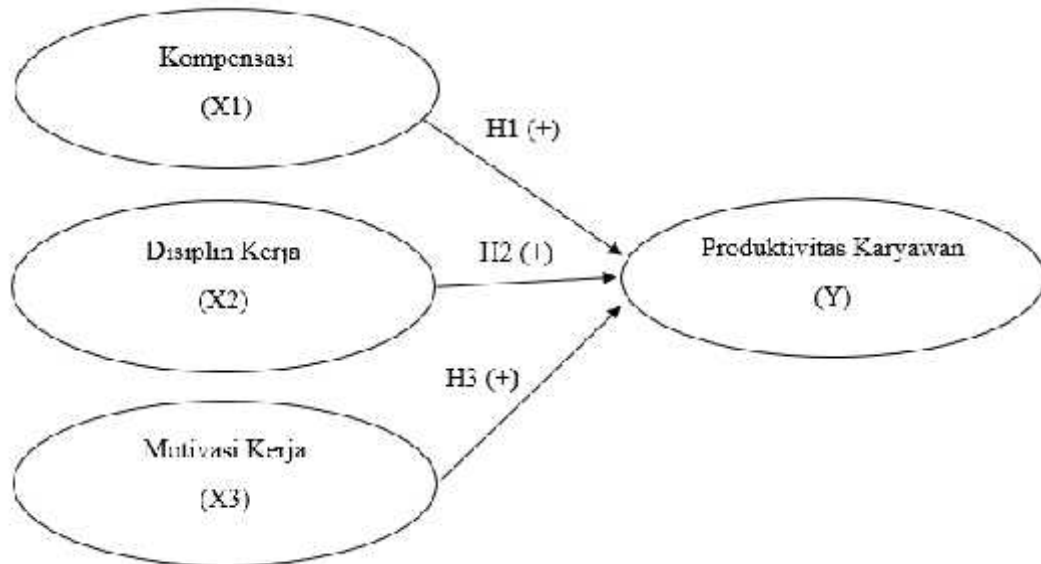 Kompensasi
(X1)
H1 (+)
Disiplin Kerja
(X2)
H2 (+)
Produktivitas Karyawan
(Y)
H3 (+)
Motivasi Kerja
(X3)